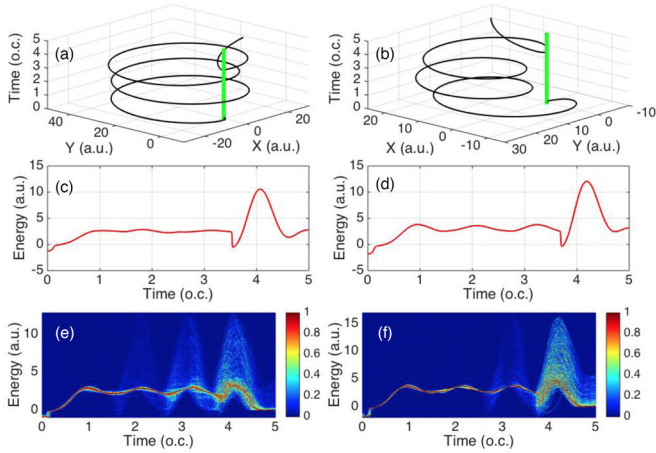 (a)
Time (o.c.)
5
4
3
2
1
0
40
20
0
Y (a.u.)
-20
0
20
X (a.u.)
(b)
Time (o.c.)
5
4
3
2
1
0
20
10
0
-10
X (a.u.)
30
20
10
0
-10
Y (a.u.)
(c)
Energy (a.u.)
15
10
5
0
-5
0 1 2 3 4 5
Time (o.c.)
(d)
Energy (a.u.)
15
10
5
0
-5
0 1 2 3 4 5
Time (o.c.)
(e)
Energy (a.u.)
10
5
0
0 1 2 3 4 5
Time (o.c.)
1
0.8
0.6
0.4
0.2
0
(f)
Energy (a.u.)
15
10
5
0
0 1 2 3 4 5
Time (o.c.)
1
0.8
0.6
0.4
0.2
0